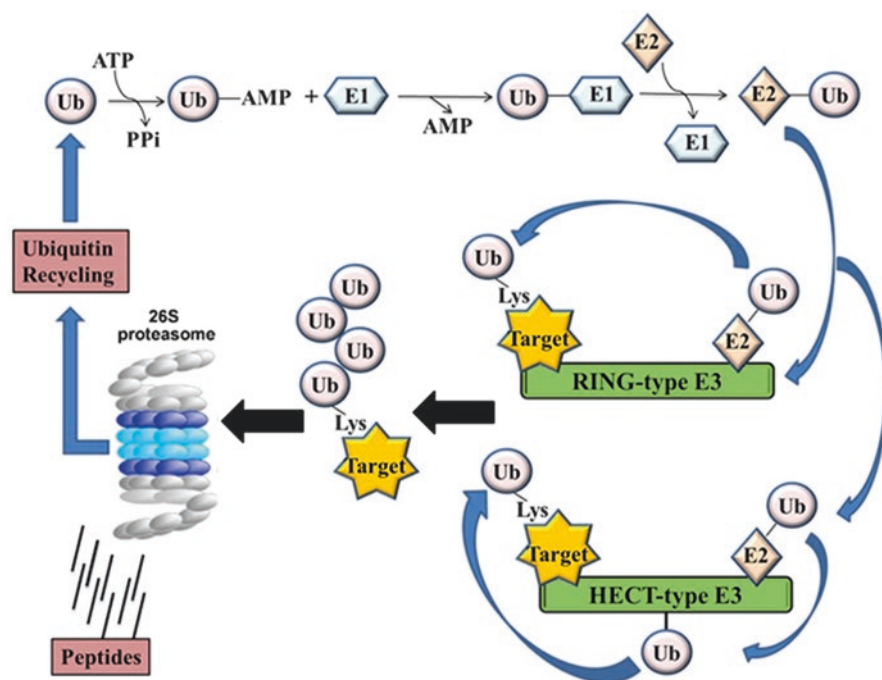 ATP
E2
Ub
Ub
AMP
+
E1
Ub
E1
E2
Ub
PPi
AMP
E1
Ubiquitin
Recycling
Ub
Lys
Target
Ub
E2
RING-type E3
26S
proteasome
Ub
Ub
Ub
Ub
Lys
Target
Ub
Lys
Target
Ub
E2
HECT-type E3
Ub
Peptides